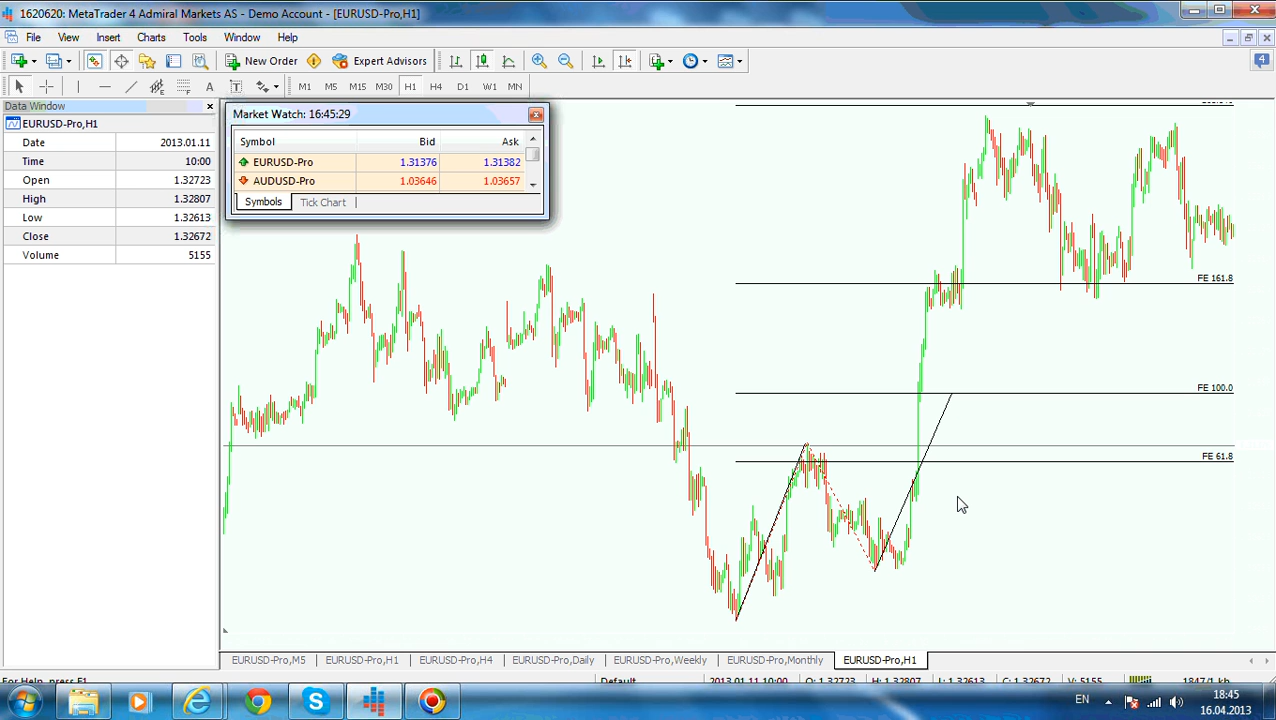 1620620: MetaTrader 4 Admiral Markets AS - Demo Account - [EURUSD-Pro,H1]
File View Insert Charts Tools Window Help
New Order Expert Advisors
4
A T M1 M5 M15 M30 H1 H4 D1 W1 MN
Data Window
EURUSD-Pro,H1
Date 2013.01.11
Time 10:00
Open 1.32723
High 1.32807
Low 1.32613
Close 1.32672
Volume 5155
Market Watch: 16:45:29
Symbol Bid Ask
EURUSD-Pro 1.31376 1.31382
AUDUSD-Pro 1.03646 1.03657
Symbols Tick Chart
FE 161.8
FE 100.0
FE 61.8
EURUSD-Pro,M5 EURUSD-Pro,H1 EURUSD-Pro,H4 EURUSD-Pro,Daily EURUSD-Pro,Weekly EURUSD-Pro,Monthly EURUSD-Pro,H1
For Help, press F1 Default 2013.01.11 10:00 O: 1.32723 H: 1.32807 L: 1.32613 C: 1.32672 V: 5155 1847/1 kb
EN 18:45
16.04.2013